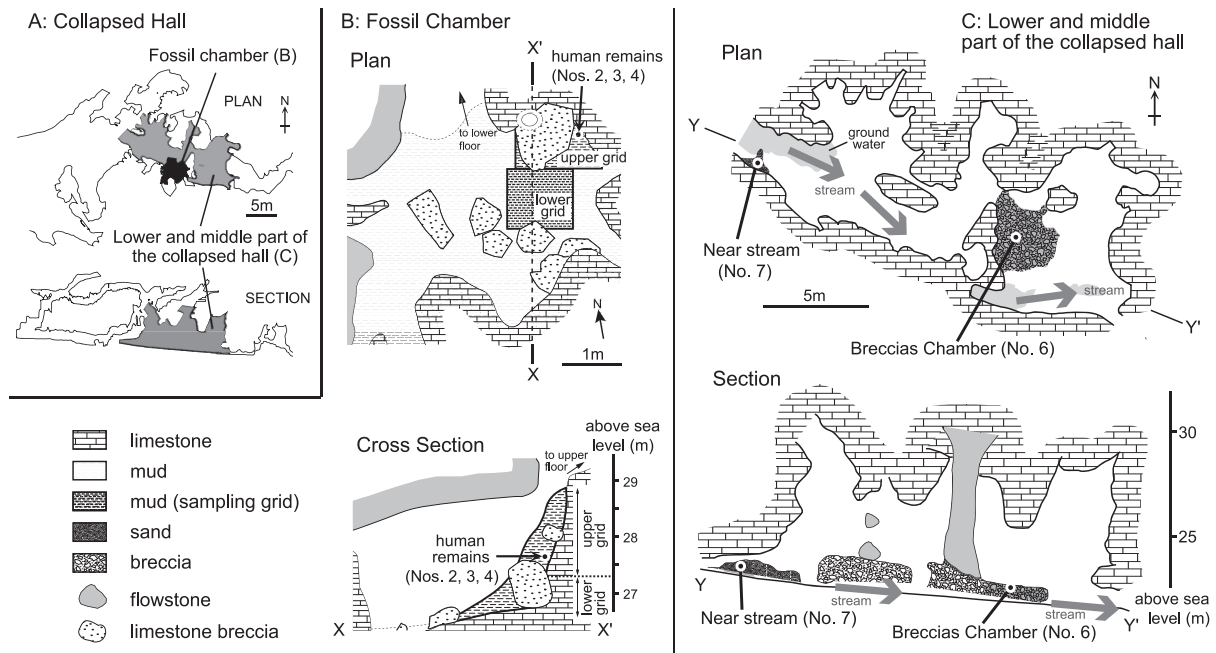 A: Collapsed Hall
Fossil chamber (B)
PLAN
N
5m
Lower and middle part of
the collapsed hall (C)
SECTION
limestone
mud
mud (sampling grid)
sand
breccia
flowstone
limestone breccia
B: Fossil Chamber
Plan
X'
human remains
(Nos. 2, 3, 4)
to lower
floor
upper grid
lower
grid
N
X
1m
Cross Section
above sea
level (m)
to upper
floor
29
28
27
upper
grid
lower
grid
human
remains
(Nos. 2, 3, 4)
X
X'
C: Lower and middle
part of the collapsed hall
Plan
N
Y
ground
water
stream
Near stream
(No. 7)
5m
stream
Y'
Breccias Chamber (No. 6)
Section
30
25
Y
stream
stream
Y'
above sea
level (m)
Near stream (No. 7)
Breccias Chamber (No. 6)